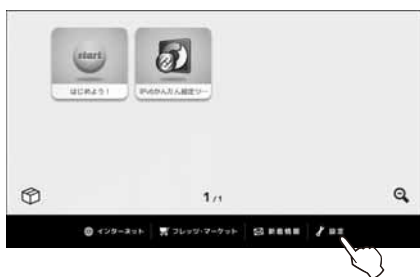 start
はじめよう!
IPv6かんたん設定ツ…
1/1
インターネット
フレッツ・マーケット
新着情報
設定